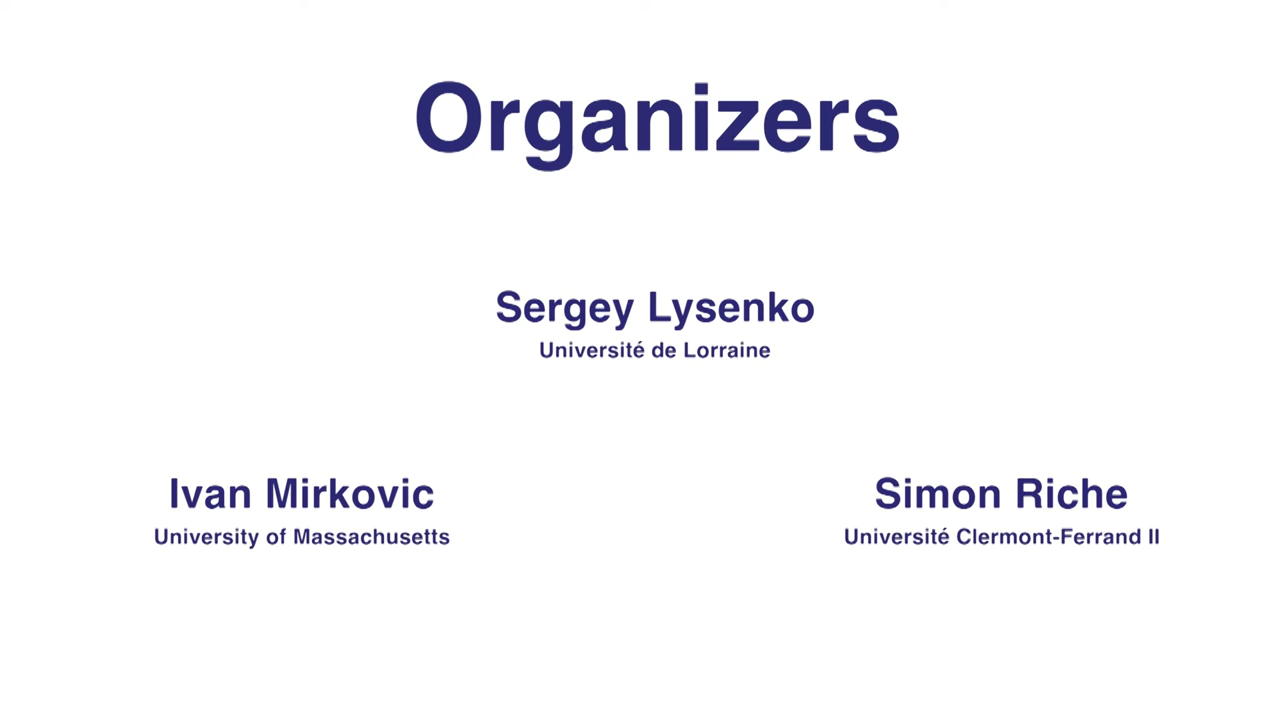 Organizers
Sergey Lysenko
Université de Lorraine
Ivan Mirkovic
University of Massachusetts
Simon Riche
Université Clermont-Ferrand II